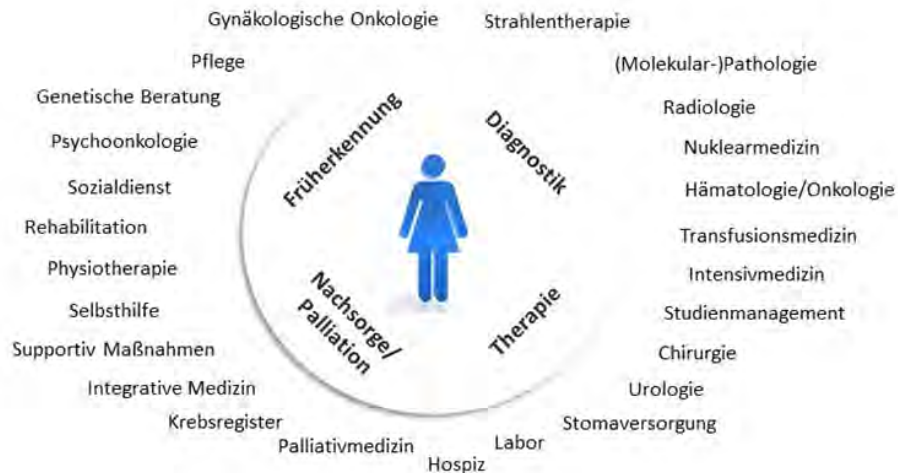 Gynäkologische Onkologie
Strahlentherapie
Pflege
(Molekular-)Pathologie
Genetische Beratung
Radiologie
Psychoonkologie
Nuklearmedizin
Sozialdienst
Hämatologie/Onkologie
Rehabilitation
Transfusionsmedizin
Physiotherapie
Intensivmedizin
Selbsthilfe
Studienmanagement
Supportiv Maßnahmen
Chirurgie
Integrative Medizin
Urologie
Krebsregister
Stomaversorgung
Palliativmedizin
Labor
Hospiz
Früherkennung
Diagnostik
Nachsorge/
Palliation
Therapie